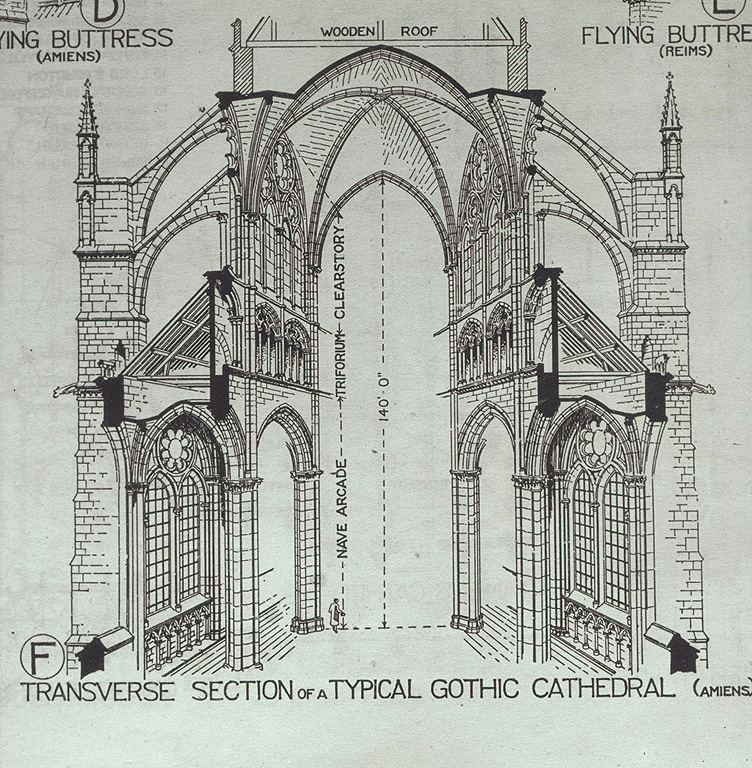 D
YING BUTTRESS
(AMIENS)
E
FLYING BUTTRE
(REIMS)
WOODEN ROOF
NAVE ARCADE
TRIFORIUM
CLEARSTORY
140' 0"
F
TRANSVERSE SECTION OF A TYPICAL GOTHIC CATHEDRAL (AMIENS)